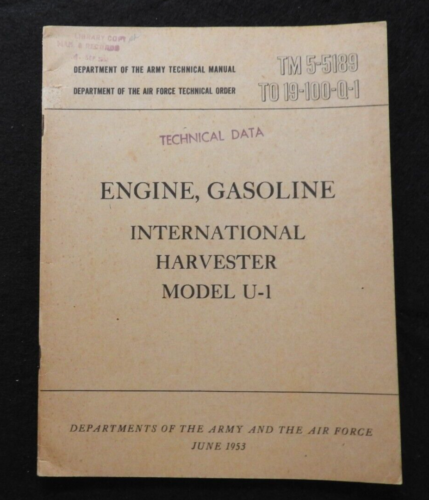 LIBRARY COPY
DEPARTMENT OF THE ARMY TECHNICAL MANUAL
TM 5-5189
DEPARTMENT OF THE AIR FORCE TECHNICAL ORDER
TO 19-100-Q-1
TECHNICAL DATA
ENGINE, GASOLINE
INTERNATIONAL
HARVESTER
MODEL U-1
DEPARTMENTS OF THE ARMY AND THE AIR FORCE
JUNE 1953